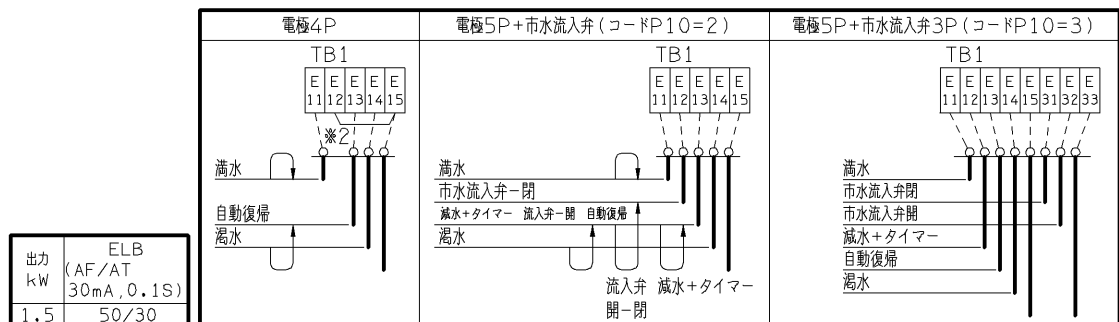 電極4P
電極5P+市水流入弁(コードP10=2)
電極5P+市水流入弁3P(コードP10=3)
TB1
E11 E12 E13 E14 E15
※2
満水
自動復帰
渇水
TB1
E11 E12 E13 E14 E15
満水
市水流入弁-閉
減水+タイマー 流入弁-開 自動復帰
渇水
流入弁 減水+タイマー
開-閉
TB1
E11 E12 E13 E14 E15 E31 E32 E33
満水
市水流入弁閉
市水流入弁開
減水+タイマー
自動復帰
渇水
出力
kW
ELB
(AF/AT
30mA,0.1S)
1.5 50/30